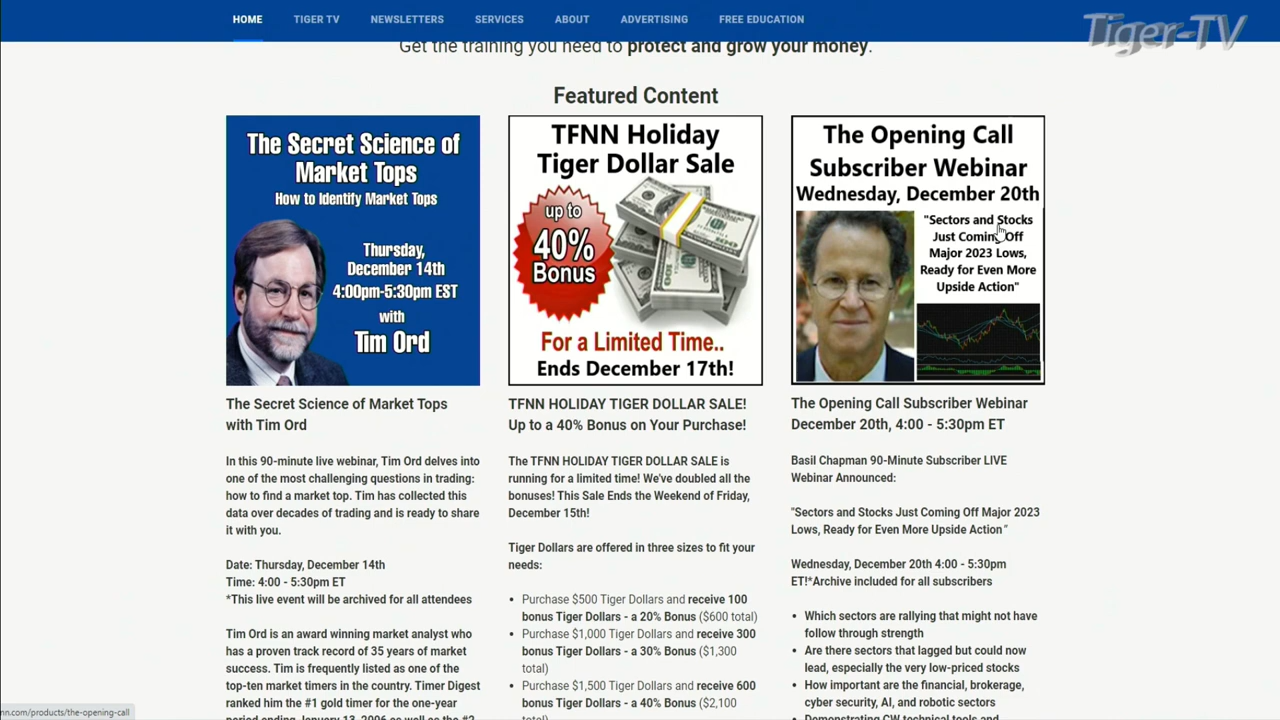 HOME TIGER TV NEWSLETTERS SERVICES ABOUT ADVERTISING FREE EDUCATION
Tiger-TV
Get the training you need to protect and grow your money.
Featured Content
The Secret Science of
Market Tops
How to Identify Market Tops
Thursday,
December 14th
4:00pm-5:30pm EST
with
Tim Ord
The Secret Science of Market Tops
with Tim Ord
In this 90-minute live webinar, Tim Ord delves into
one of the most challenging questions in trading:
how to find a market top. Tim has collected this
data over decades of trading and is ready to share
it with you.
Date: Thursday, December 14th
Time: 4:00 - 5:30pm ET
*This live event will be archived for all attendees
Tim Ord is an award winning market analyst who
has a proven track record of 35 years of market
success. Tim is frequently listed as one of the
top-ten market timers in the country. Timer Digest
ranked him the #1 gold timer for the one-year
period ending January 13, 2006 as well as the #2
TFNN Holiday
Tiger Dollar Sale
up to
40%
Bonus
For a Limited Time..
Ends December 17th!
TFNN HOLIDAY TIGER DOLLAR SALE!
Up to a 40% Bonus on Your Purchase!
The TFNN HOLIDAY TIGER DOLLAR SALE is
running for a limited time! We've doubled all the
bonuses! This Sale Ends the Weekend of Friday,
December 15th!
Tiger Dollars are offered in three sizes to fit your
needs:
• Purchase $500 Tiger Dollars and receive 100
bonus Tiger Dollars - a 20% Bonus ($600 total)
• Purchase $1,000 Tiger Dollars and receive 300
bonus Tiger Dollars - a 30% Bonus ($1,300
total)
• Purchase $1,500 Tiger Dollars and receive 600
bonus Tiger Dollars - a 40% Bonus ($2,100
total)
The Opening Call
Subscriber Webinar
Wednesday, December 20th
"Sectors and Stocks
Just Coming Off
Major 2023 Lows,
Ready for Even More
Upside Action"
The Opening Call Subscriber Webinar
December 20th, 4:00 - 5:30pm ET
Basil Chapman 90-Minute Subscriber LIVE
Webinar Announced:
"Sectors and Stocks Just Coming Off Major 2023
Lows, Ready for Even More Upside Action"
Wednesday, December 20th 4:00 - 5:30pm
ET!*Archive included for all subscribers
• Which sectors are rallying that might not have
follow through strength
• Are there sectors that lagged but could now
lead, especially the very low-priced stocks
• How important are the financial, brokerage,
cyber security, AI, and robotic sectors
• Demonstrating CW technical tools and
nn.com/products/the-opening-call